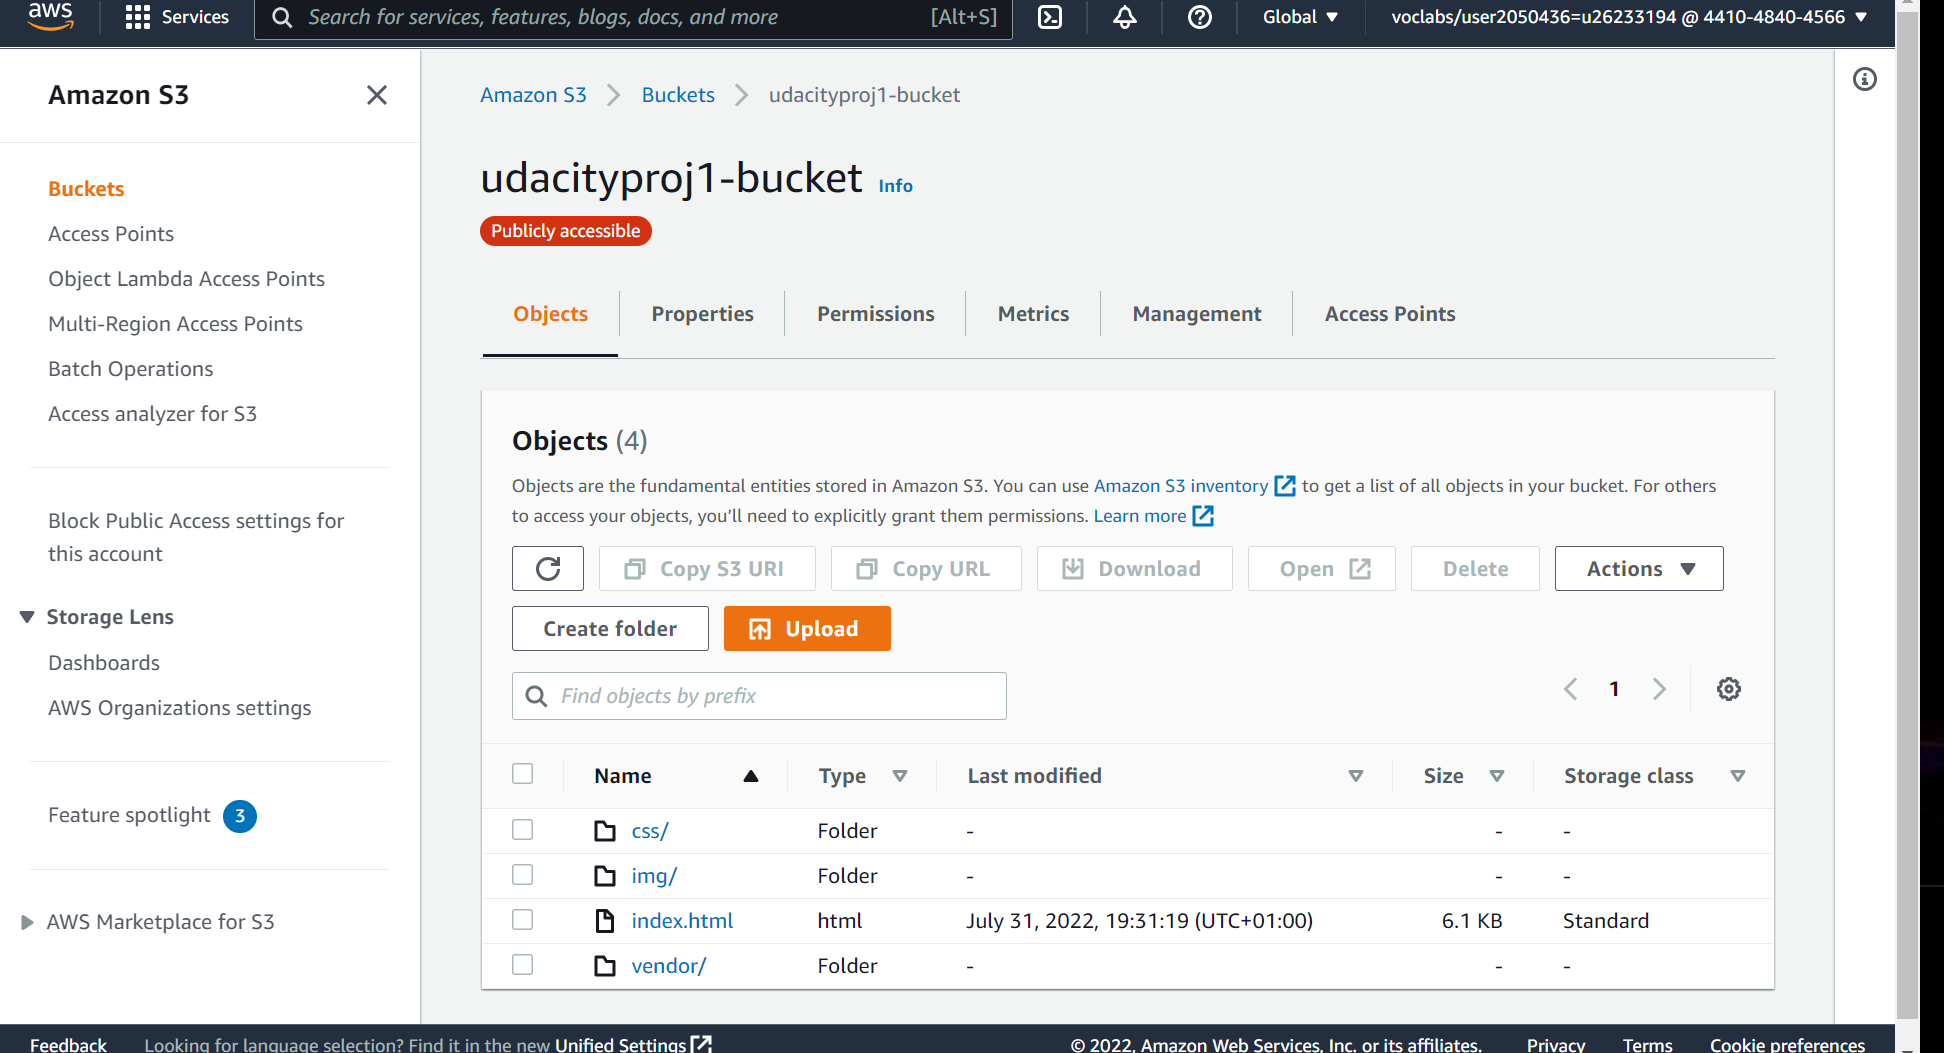 aws
Services
Search for services, features, blogs, docs, and more [Alt+S]
Global
voclabs/user2050436=u26233194 @ 4410-4840-4566
Amazon S3
Buckets
Access Points
Object Lambda Access Points
Multi-Region Access Points
Batch Operations
Access analyzer for S3
Block Public Access settings for
this account
Storage Lens
Dashboards
AWS Organizations settings
Feature spotlight 3
AWS Marketplace for S3
Amazon S3 Buckets udacityproj1-bucket
udacityproj1-bucket Info
Publicly accessible
Objects Properties Permissions Metrics Management Access Points
Objects (4)
Objects are the fundamental entities stored in Amazon S3. You can use Amazon S3 inventory to get a list of all objects in your bucket. For others
to access your objects, you’ll need to explicitly grant them permissions. Learn more
Copy S3 URI Copy URL Download Open Delete Actions
Create folder Upload
Find objects by prefix
1
Name Type Last modified Size Storage class
css/ Folder - - -
img/ Folder - - -
index.html html July 31, 2022, 19:31:19 (UTC+01:00) 6.1 KB Standard
vendor/ Folder - - -
Feedback Looking for language selection? Find it in the new Unified Settings © 2022, Amazon Web Services, Inc. or its affiliates. Privacy Terms Cookie preferences